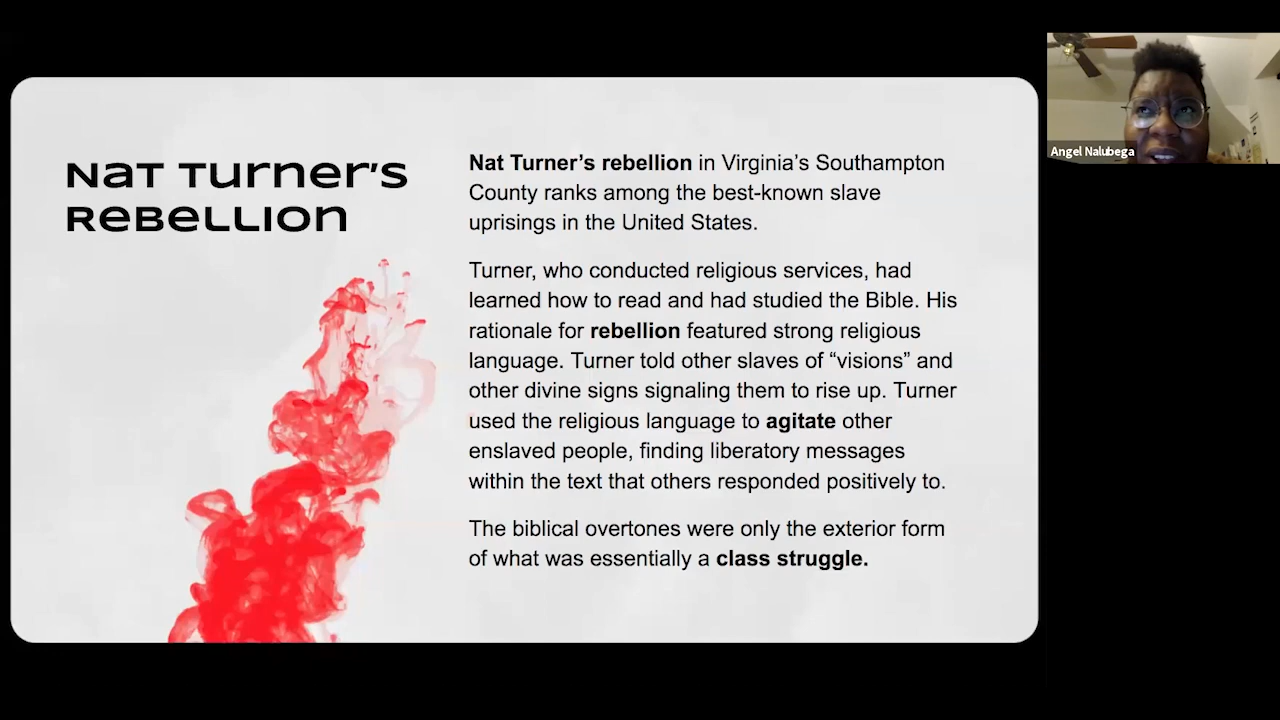 Nat Turner's
Rebellion
Nat Turner’s rebellion in Virginia’s Southampton
County ranks among the best-known slave
uprisings in the United States.
Turner, who conducted religious services, had
learned how to read and had studied the Bible. His
rationale for rebellion featured strong religious
language. Turner told other slaves of “visions” and
other divine signs signaling them to rise up. Turner
used the religious language to agitate other
enslaved people, finding liberatory messages
within the text that others responded positively to.
The biblical overtones were only the exterior form
of what was essentially a class struggle.
Angel Nalubega